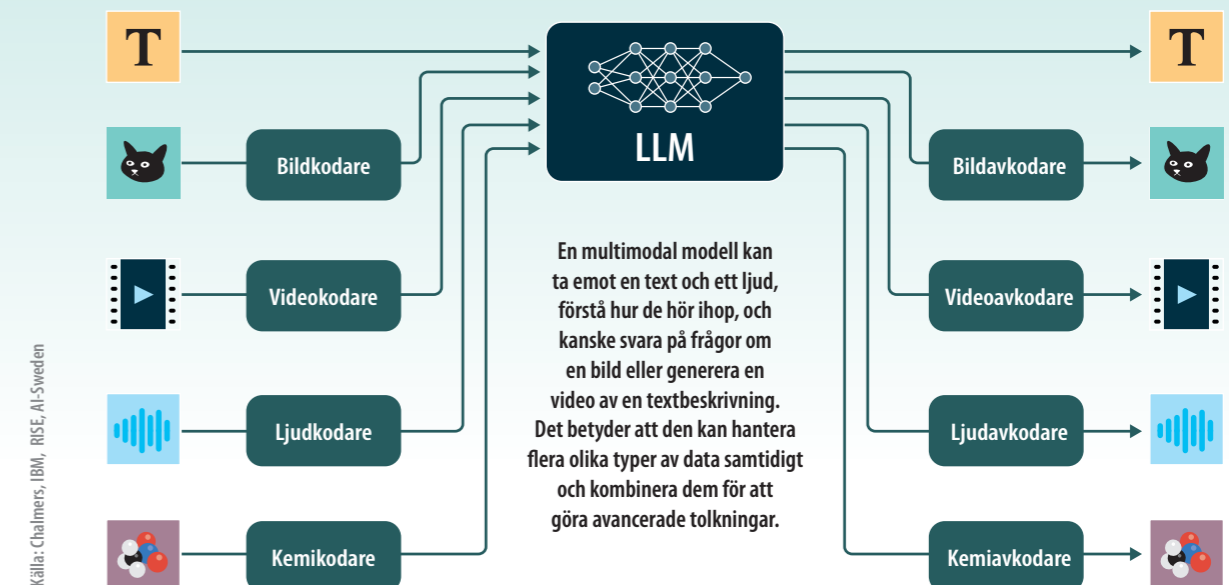 T
T
LLM
Bildkodare
Bildavkodare
En multimodal modell kan
ta emot en text och ett ljud,
förstå hur de hör ihop, och
kanske svara på frågor om
en bild eller generera en
video av en textbeskrivning.
Det betyder att den kan hantera
flera olika typer av data samtidigt
och kombinera dem för att
göra avancerade tolkningar.
Videokodare
Videoavkodare
Ljudkodare
Ljudavkodare
Kemikodare
Kemiavkodare
Källa: Chalmers, IBM, RISE, AI-Sweden